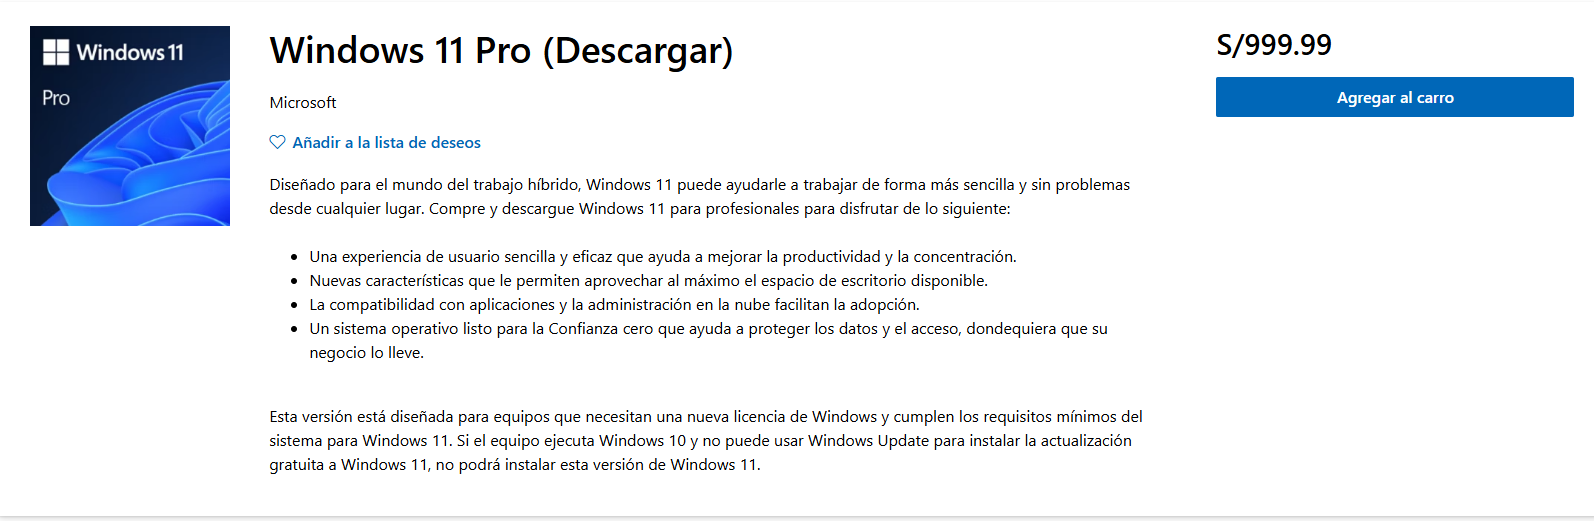 Windows 11
Pro
Windows 11 Pro (Descargar)
Microsoft
Añadir a la lista de deseos
Diseñado para el mundo del trabajo híbrido, Windows 11 puede ayudarle a trabajar de forma más sencilla y sin problemas
desde cualquier lugar. Compre y descargue Windows 11 para profesionales para disfrutar de lo siguiente:
• Una experiencia de usuario sencilla y eficaz que ayuda a mejorar la productividad y la concentración.
• Nuevas características que le permiten aprovechar al máximo el espacio de escritorio disponible.
• La compatibilidad con aplicaciones y la administración en la nube facilitan la adopción.
• Un sistema operativo listo para la Confianza cero que ayuda a proteger los datos y el acceso, dondequiera que su
negocio lo lleve.
Esta versión está diseñada para equipos que necesitan una nueva licencia de Windows y cumplen los requisitos mínimos del
sistema para Windows 11. Si el equipo ejecuta Windows 10 y no puede usar Windows Update para instalar la actualización
gratuita a Windows 11, no podrá instalar esta versión de Windows 11.
S/999.99
Agregar al carro